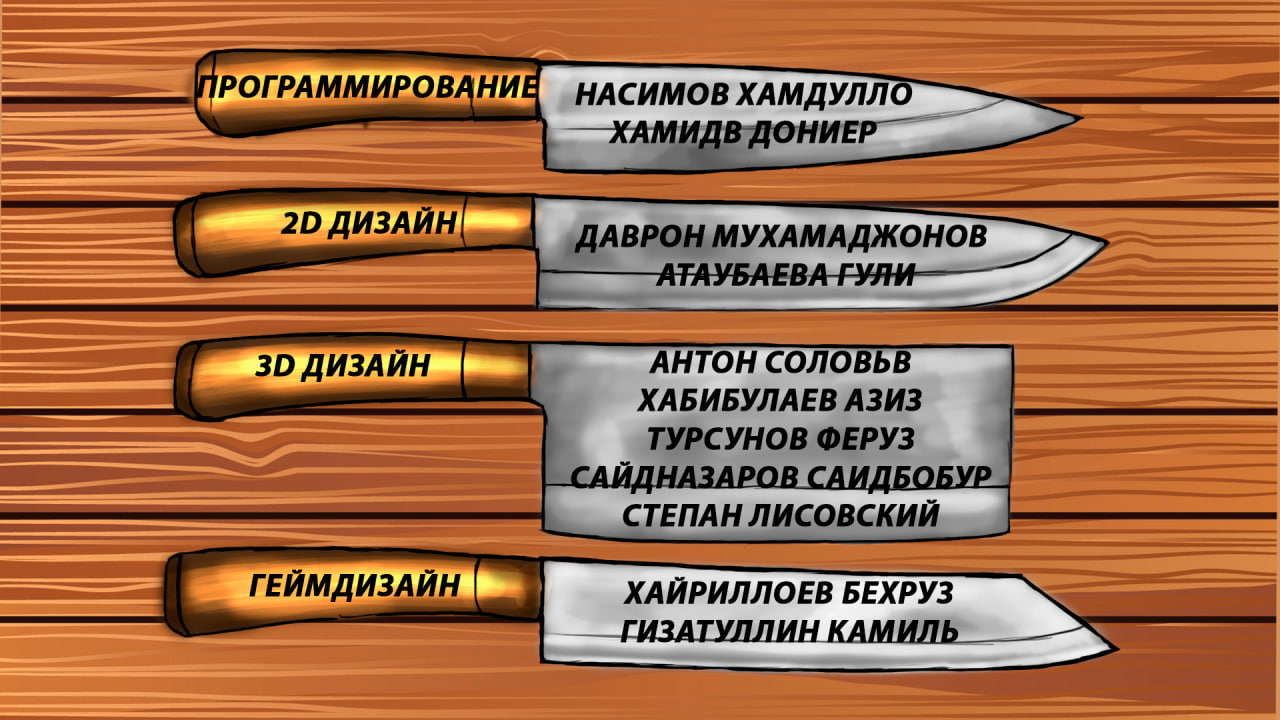 ПРОГРАММИРОВАНИЕ
НАСИМОВ ХАМДУЛЛО
ХАМИДВ ДОНИЕР
2D ДИЗАЙН
ДАВРОН МУХАМАДЖОНОВ
АТАУБАЕВА ГУЛИ
3D ДИЗАЙН
АНТОН СОЛОВЬВ
ХАБИБУЛАЕВ АЗИЗ
ТУРСУНОВ ФЕРУЗ
САЙДНАЗАРОВ САИДБОБУР
СТЕПАН ЛИСОВСКИЙ
ГЕЙМДИЗАЙН
ХАЙРИЛЛОЕВ БЕХРУЗ
ГИЗАТУЛЛИН КАМИЛЬ